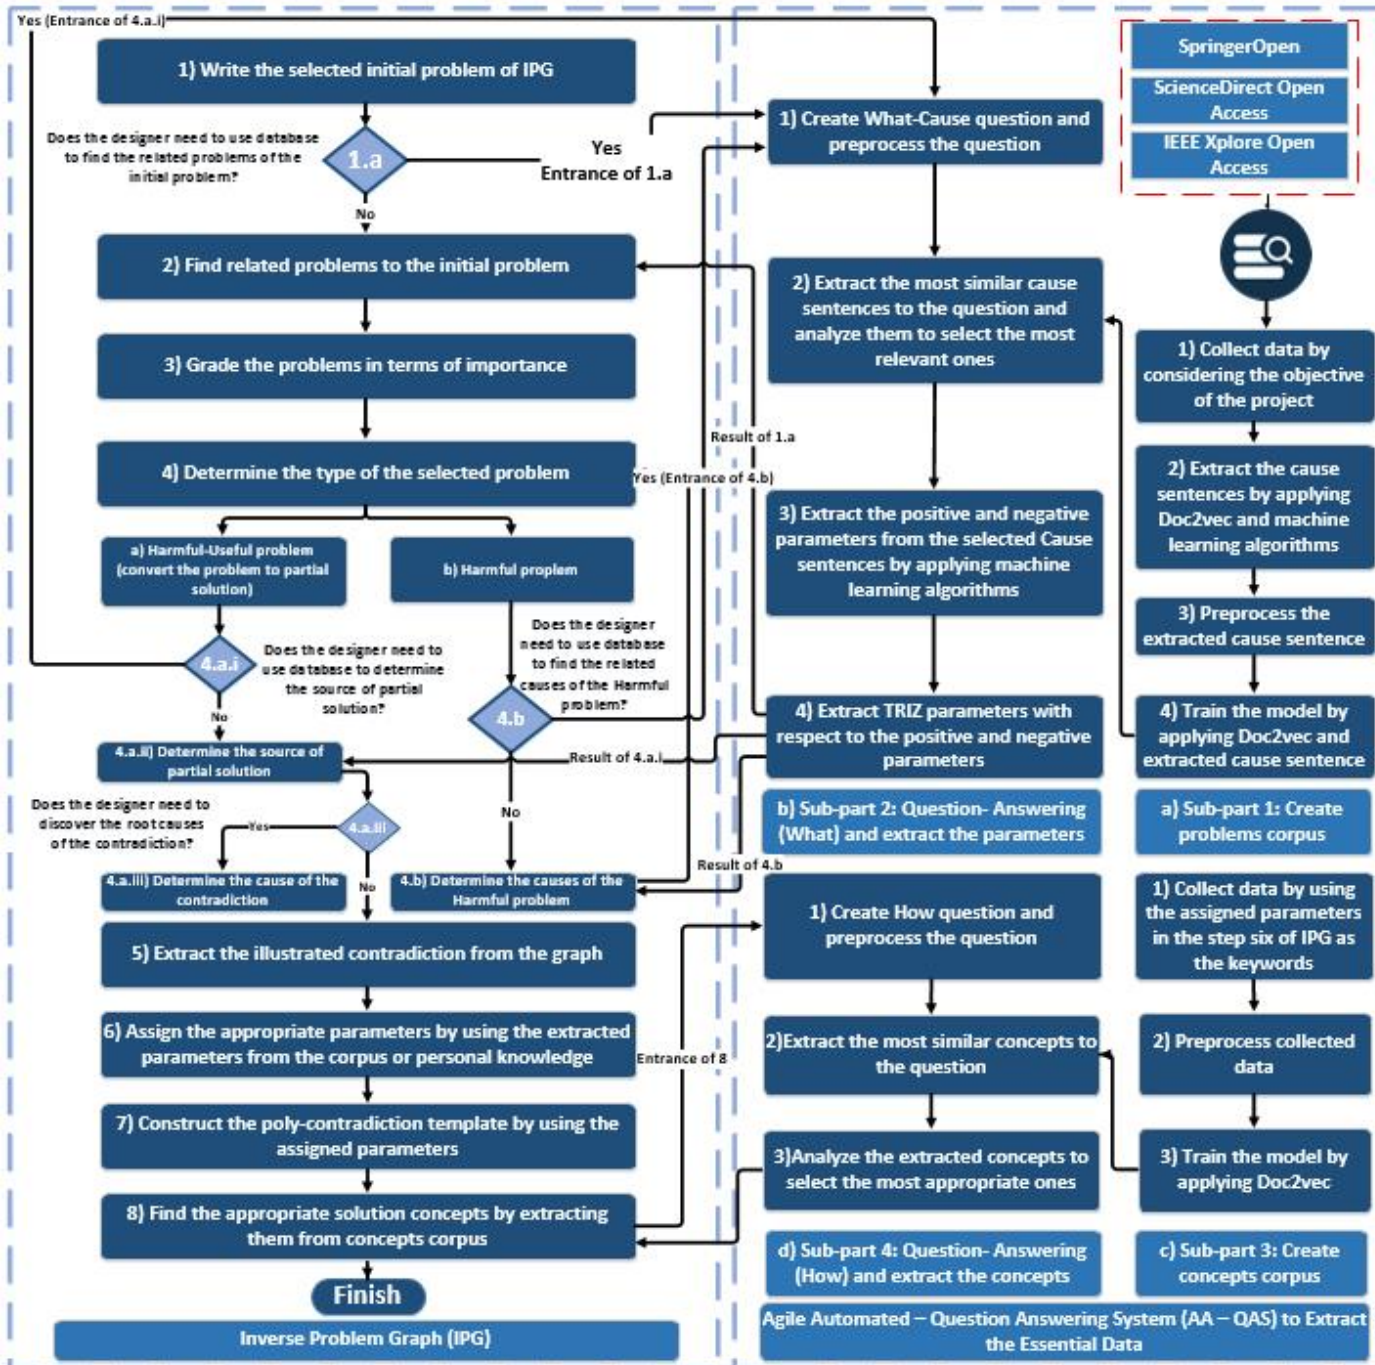 Yes (Entrance of 4.a.i)
1) Write the selected initial problem of IPG
Does the designer need to use database
to find the related problems of the
initial problem?
1.a
Yes
Entrance of 1.a
No
2) Find related problems to the initial problem
3) Grade the problems in terms of importance
4) Determine the type of the selected problem
a) Harmful-Useful problem
(convert the problem to partial
solution)
b) Harmful proplem
4.a.i
Does the designer need to
use database to determine
the source of partial
solution?
Does the designer
need to use database
to find the related
causes of the Harmful
problem?
4.b
No
4.a.ii) Determine the source of
partial solution
Does the designer need to
discover the root causes
of the contradiction?
Yes
4.a.iii
No
No
4.a.iii) Determine the cause of the
contradiction
4.b) Determine the causes of the
Harmful problem
5) Extract the illustrated contradiction from the graph
6) Assign the appropriate parameters by using the extracted
parameters from the corpus or personal knowledge
7) Construct the poly-contradiction template by using the
assigned parameters
8) Find the appropriate solution concepts by extracting
them from concepts corpus
Finish
Inverse Problem Graph (IPG)
Result of 1.a
Yes (Entrance of 4.b)
Result of 4.a.i
Result of 4.b
Entrance of 8
1) Create What-Cause question and
preprocess the question
2) Extract the most similar cause
sentences to the question and
analyze them to select the most
relevant ones
3) Extract the positive and negative
parameters from the selected Cause
sentences by applying machine
learning algorithms
4) Extract TRIZ parameters with
respect to the positive and negative
parameters
b) Sub-part 2: Question- Answering
(What) and extract the parameters
1) Create How question and
preprocess the question
2)Extract the most similar concepts to
the question
3)Analyze the extracted concepts to
select the most appropriate ones
d) Sub-part 4: Question- Answering
(How) and extract the concepts
SpringerOpen
ScienceDirect Open
Access
IEEE Xplore Open
Access
1) Collect data by
considering the objective
of the project
2) Extract the cause
sentences by applying
Doc2vec and machine
learning algorithms
3) Preprocess the
extracted cause sentence
4) Train the model by
applying Doc2vec and
extracted cause sentence
a) Sub-part 1: Create
problems corpus
1) Collect data by using
the assigned parameters
in the step six of IPG as
the keywords
2) Preprocess collected
data
3) Train the model by
applying Doc2vec
c) Sub-part 3: Create
concepts corpus
Agile Automated – Question Answering System (AA – QAS) to Extract
the Essential Data